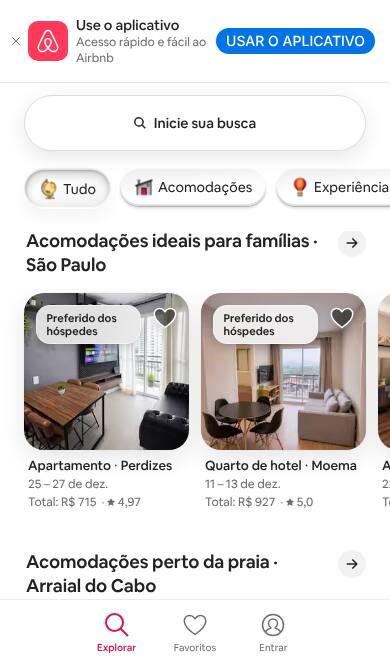 Use o aplicativo
Acesso rápido e fácil ao
Airbnb
USAR O APLICATIVO
Inicie sua busca
Tudo
Acomodações
Experiência
Acomodações ideais para famílias ·
São Paulo
Preferido dos
hóspedes
Preferido dos
hóspedes
Apartamento · Perdizes
25 – 27 de dez.
Total: R$ 715 · ★ 4,97
Quarto de hotel · Moema
11 – 13 de dez.
Total: R$ 927 · ★ 5,0
Acomodações perto da praia ·
Arraial do Cabo
Explorar
Favoritos
Entrar